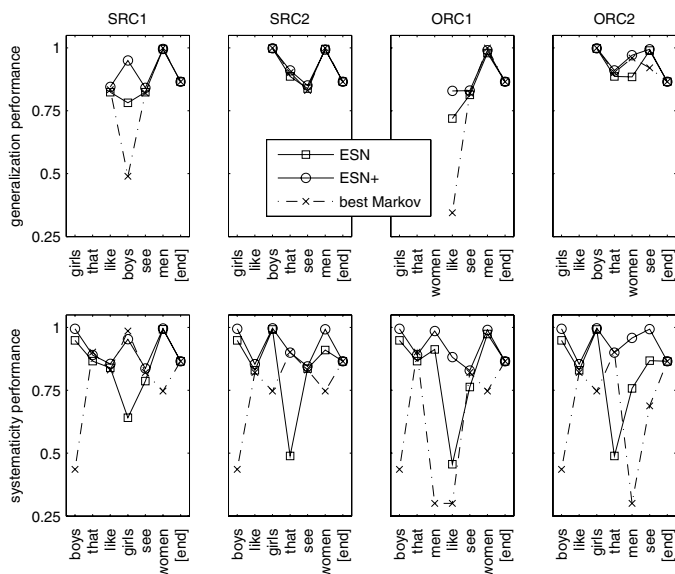 SRC1 SRC2 ORC1 ORC2
generalization performance
1
0.75
0.5
0.25
ESN
ESN+
best Markov
girls that like boys see men [end]
girls like boys that see men [end]
girls that women like see men [end]
girls like boys that women see [end]
systematicity performance
1
0.75
0.5
0.25
boys that like girls see women [end]
boys like girls that see women [end]
boys that men like see women [end]
boys like girls that men see [end]